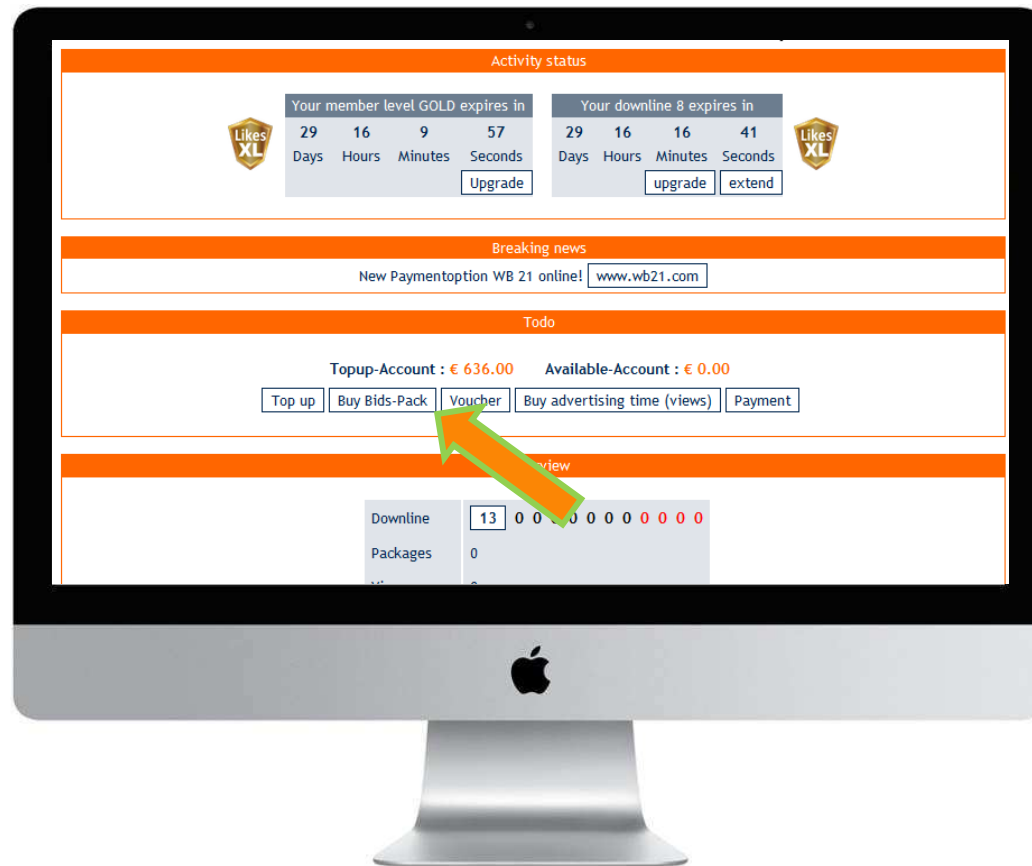 Activity status
Your member level GOLD expires in
29 16 9 57
Days Hours Minutes Seconds
Upgrade
Your downline 8 expires in
29 16 16 41
Days Hours Minutes Seconds
upgrade extend
Likes
XL
Likes
XL
Breaking news
New Paymentoption WB 21 online! www.wb21.com
Todo
Topup-Account : € 636.00 Available-Account : € 0.00
Top up Buy Bids-Pack Voucher Buy advertising time (views) Payment
Downline 13 0 0 0 0 0 0 0 0 0 0 0
Packages 0